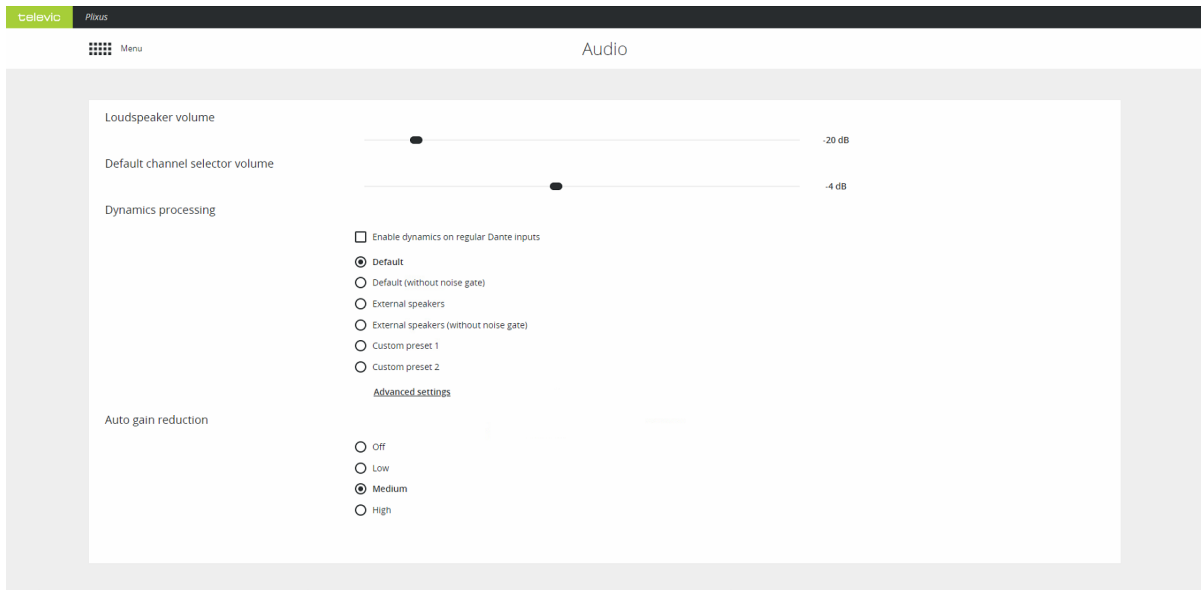 televic Plixus
Menu
Audio
Loudspeaker volume
-20 dB
Default channel selector volume
-4 dB
Dynamics processing
Enable dynamics on regular Dante inputs
Default
Default (without noise gate)
External speakers
External speakers (without noise gate)
Custom preset 1
Custom preset 2
Advanced settings
Auto gain reduction
Off
Low
Medium
High